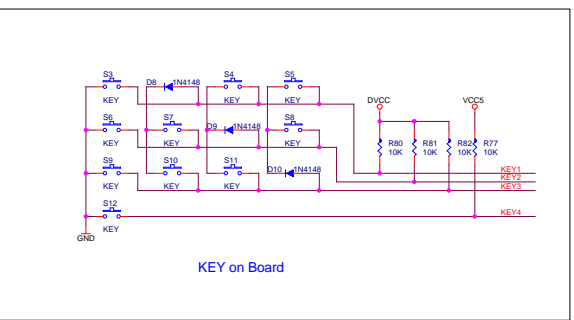 S3 D8 1N4148 S4 S5
KEY KEY KEY
DVCC VCC5
S6 S7 D9 1N4148 S8
KEY KEY KEY
R80 R81 R82 R77
10K 10K 10K 10K
S9 S10 S11 D10 1N4148
KEY KEY KEY
KEY1
KEY2
KEY3
S12
KEY4
KEY
GND
KEY on Board